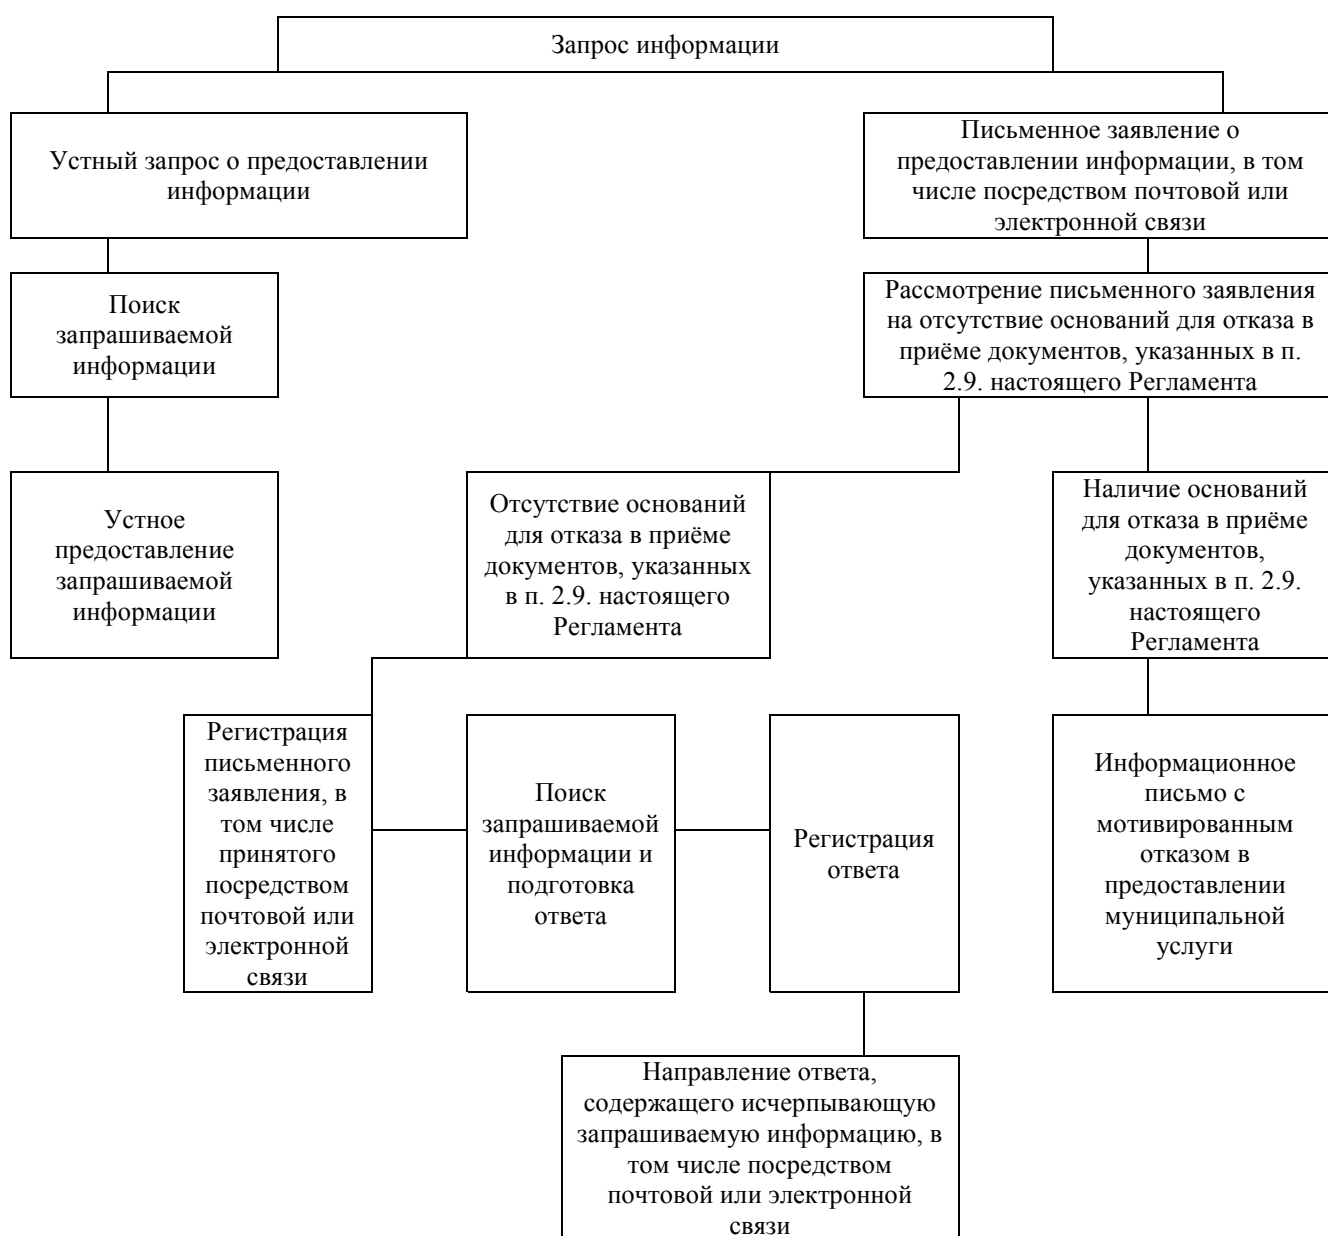 Запрос информации
Устный запрос о предоставлении
информации
Письменное заявление о
предоставлении информации, в том
числе посредством почтовой или
электронной связи
Поиск
запрашиваемой
информации
Рассмотрение письменного заявления
на отсутствие оснований для отказа в
приёме документов, указанных в п.
2.9. настоящего Регламента
Устное
предоставление
запрашиваемой
информации
Отсутствие оснований
для отказа в приёме
документов, указанных
в п. 2.9. настоящего
Регламента
Наличие оснований
для отказа в приёме
документов,
указанных в п. 2.9.
настоящего
Регламента
Регистрация
письменного
заявления, в
том числе
принятого
посредством
почтовой или
электронной
связи
Поиск
запрашиваемой
информации и
подготовка
ответа
Регистрация
ответа
Информационное
письмо с
мотивированным
отказом в
предоставлении
муниципальной
услуги
Направление ответа,
содержащего исчерпывающую
запрашиваемую информацию, в
том числе посредством
почтовой или электронной
связи